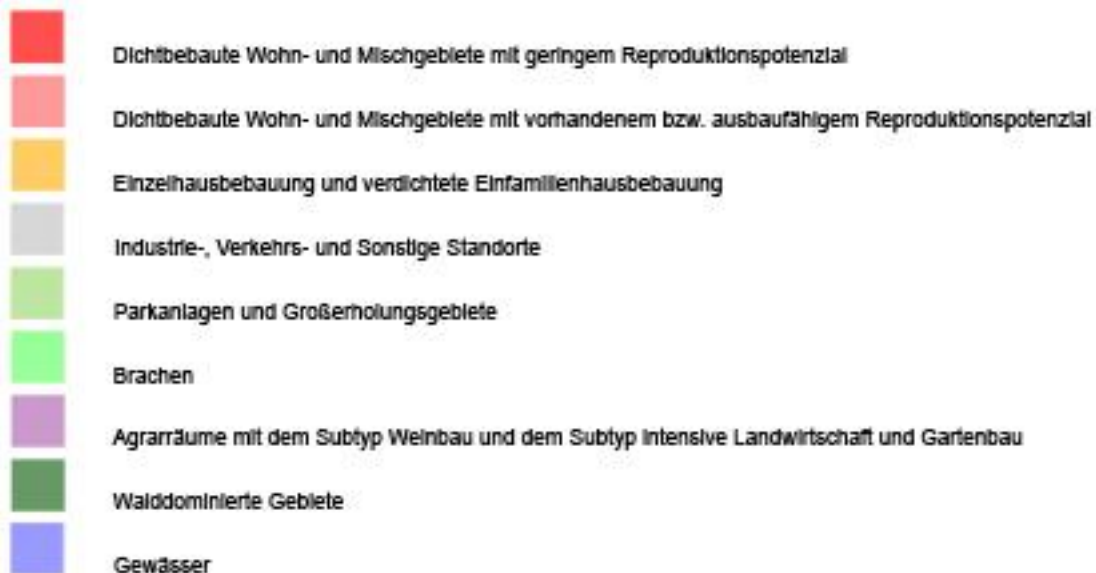 Dichtbebaute Wohn- und Mischgebiete mit geringem Reproduktionspotenzial
Dichtbebaute Wohn- und Mischgebiete mit vorhandenem bzw. ausbaufähigem Reproduktionspotenzial
Einzelhausbebauung und verdichtete Einfamilienhausbebauung
Industrie-, Verkehrs- und Sonstige Standorte
Parkanlagen und Großerholungsgebiete
Brachen
Agrarräume mit dem Subtyp Weinbau und dem Subtyp Intensive Landwirtschaft und Gartenbau
Walddominierte Gebiete
Gewässer